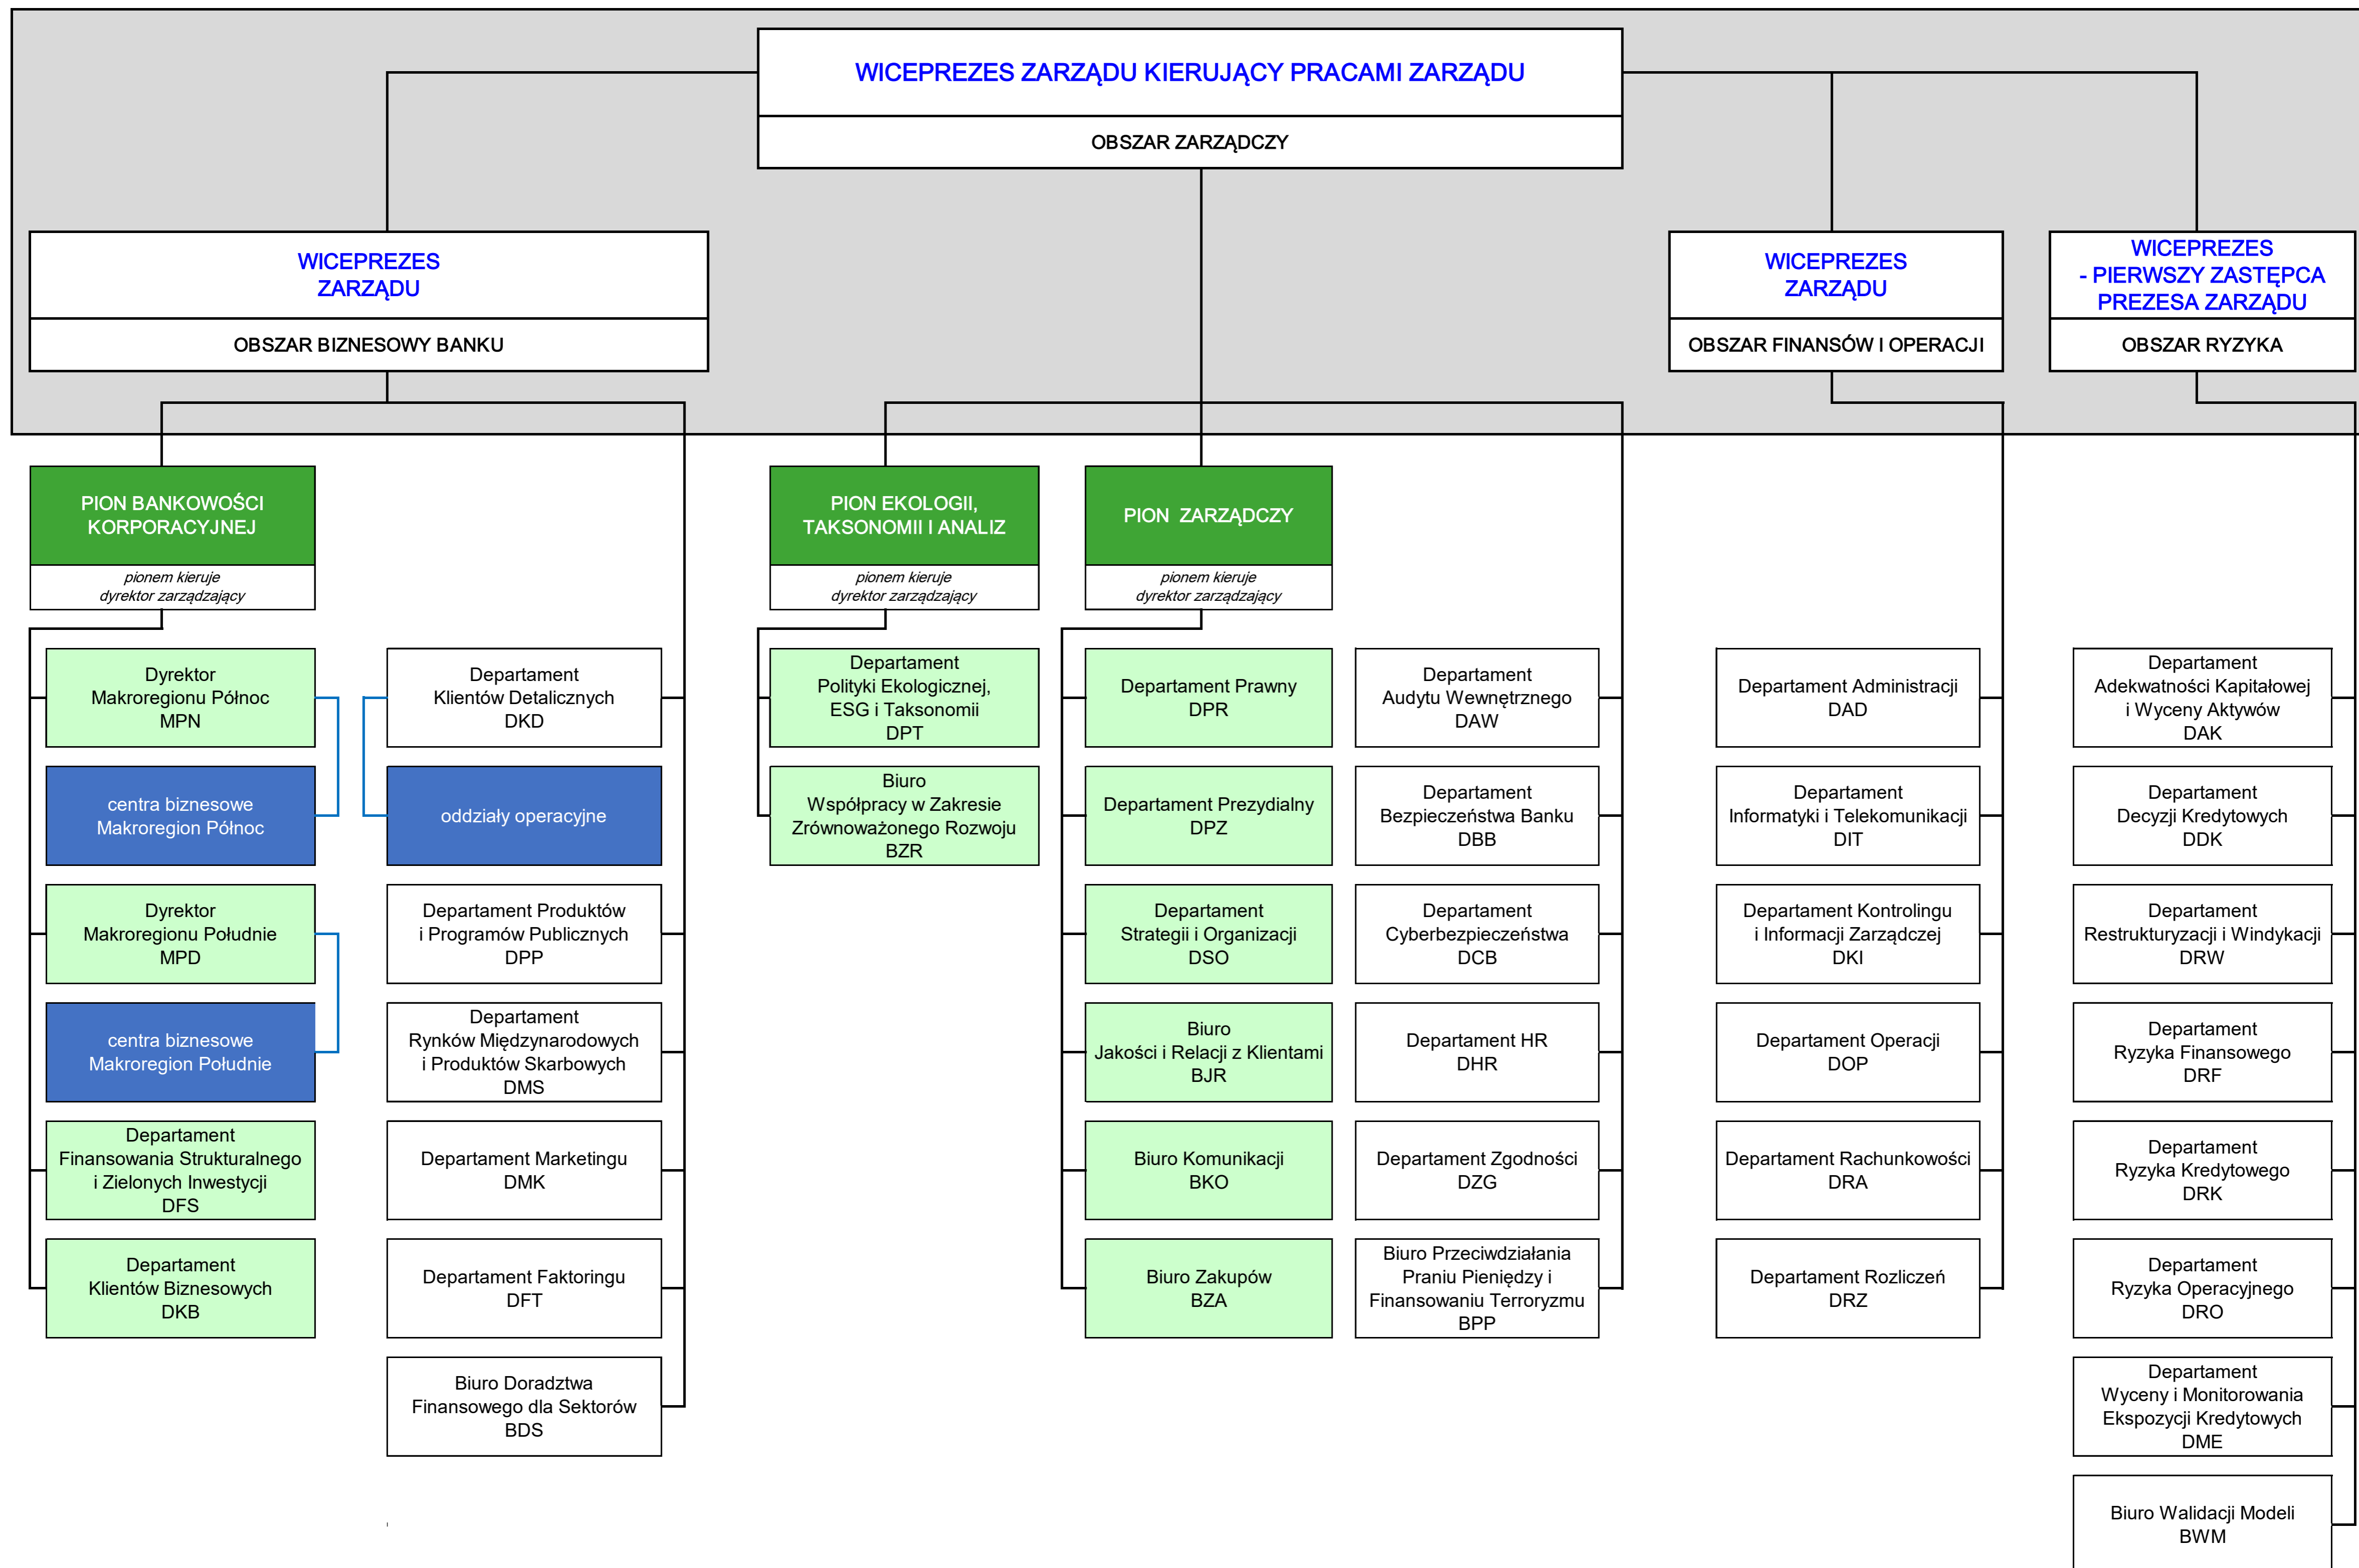 WICEPREZES ZARZĄDU KIERUJĄCY PRACAMI ZARZĄDU
OBSZAR ZARZĄDCZY
WICEPREZES
ZARZĄDU
OBSZAR BIZNESOWY BANKU
WICEPREZES
ZARZĄDU
OBSZAR FINANSÓW I OPERACJI
WICEPREZES
- PIERWSZY ZASTĘPCA
PREZESA ZARZĄDU
OBSZAR RYZYKA
PION BANKOWOŚCI
KORPORACYJNEJ
pionem kieruje
dyrektor zarządzający
PION EKOLOGII,
TAKSONOMII I ANALIZ
pionem kieruje
dyrektor zarządzający
PION ZARZĄDCZY
pionem kieruje
dyrektor zarządzający
Dyrektor
Makroregionu Północ
MPN
centra biznesowe
Makroregion Północ
Dyrektor
Makroregionu Południe
MPD
centra biznesowe
Makroregion Południe
Departament
Finansowania Strukturalnego
i Zielonych Inwestycji
DFS
Departament
Klientów Biznesowych
DKB
Departament
Klientów Detalicznych
DKD
oddziały operacyjne
Departament Produktów
i Programów Publicznych
DPP
Departament
Rynków Międzynarodowych
i Produktów Skarbowych
DMS
Departament Marketingu
DMK
Departament Faktoringu
DFT
Biuro Doradztwa
Finansowego dla Sektorów
BDS
Departament
Polityki Ekologicznej,
ESG i Taksonomii
DPT
Biuro
Współpracy w Zakresie
Zrównoważonego Rozwoju
BZR
Departament Prawny
DPR
Departament Prezydialny
DPZ
Departament
Strategii i Organizacji
DSO
Biuro
Jakości i Relacji z Klientami
BJR
Biuro Komunikacji
BKO
Biuro Zakupów
BZA
Departament
Audytu Wewnętrznego
DAW
Departament
Bezpieczeństwa Banku
DBB
Departament
Cyberbezpieczeństwa
DCB
Departament HR
DHR
Departament Zgodności
DZG
Biuro Przeciwdziałania
Praniu Pieniędzy i
Finansowaniu Terroryzmu
BPP
Departament Administracji
DAD
Departament
Informatyki i Telekomunikacji
DIT
Departament Kontrolingu
i Informacji Zarządczej
DKI
Departament Operacji
DOP
Departament Rachunkowości
DRA
Departament Rozliczeń
DRZ
Departament
Adekwatności Kapitałowej
i Wyceny Aktywów
DAK
Departament
Decyzji Kredytowych
DDK
Departament
Restrukturyzacji i Windykacji
DRW
Departament
Ryzyka Finansowego
DRF
Departament
Ryzyka Kredytowego
DRK
Departament
Ryzyka Operacyjnego
DRO
Departament
Wyceny i Monitorowania
Ekspozycji Kredytowych
DME
Biuro Walidacji Modeli
BWM